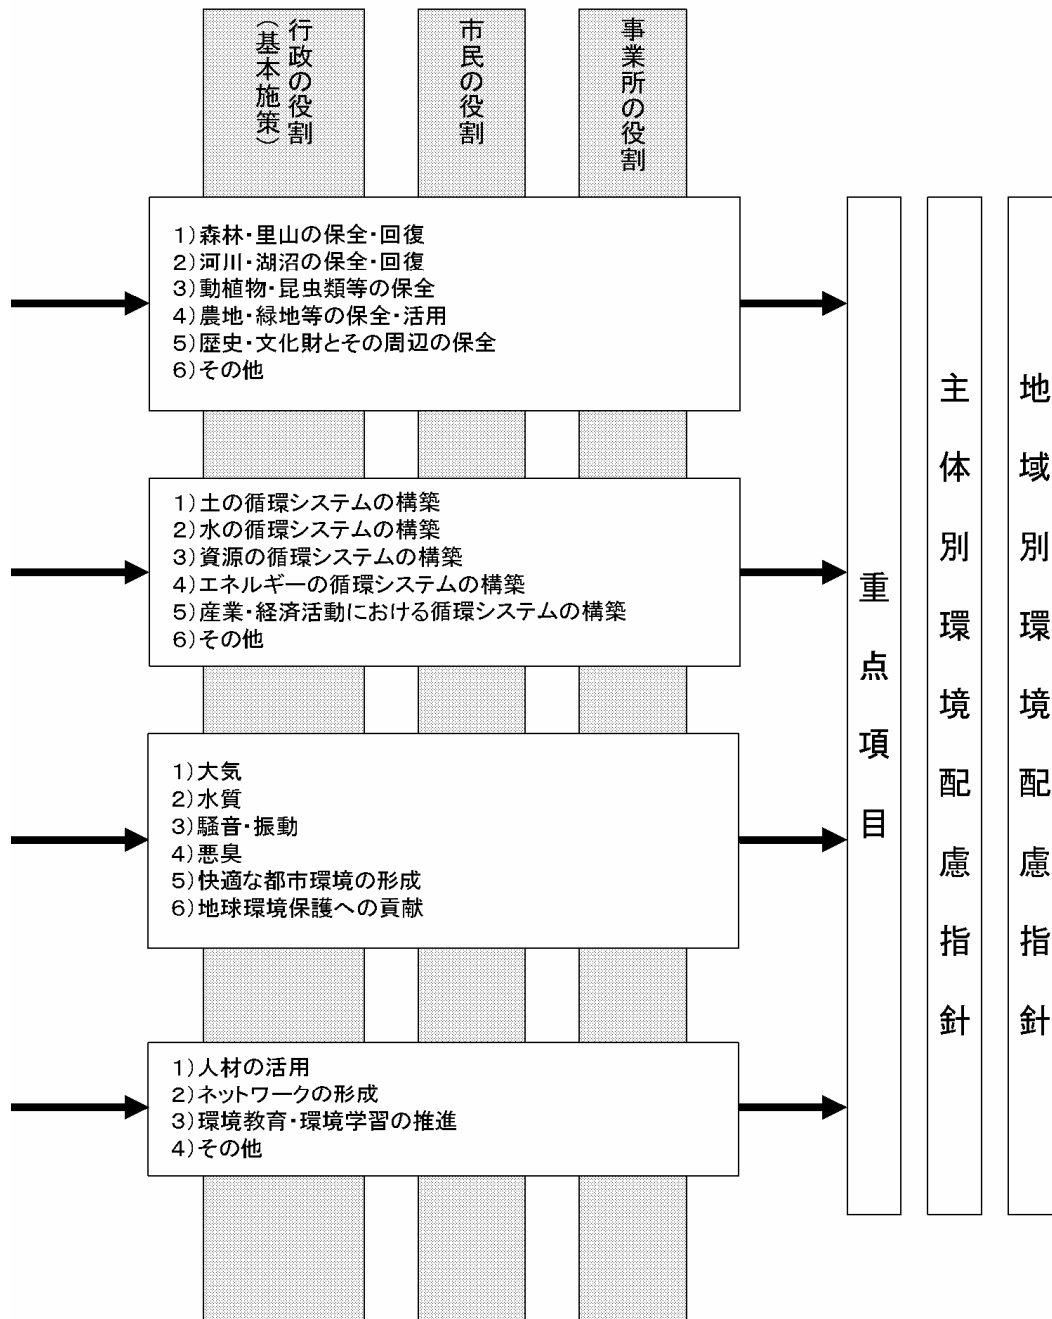 行政の役割
（基本施策）
市民の役割
事業所の役割
1)森林・里山の保全・回復
2)河川・湖沼の保全・回復
3)動植物・昆虫類等の保全
4)農地・緑地等の保全・活用
5)歴史・文化財とその周辺の保全
6)その他
1)土の循環システムの構築
2)水の循環システムの構築
3)資源の循環システムの構築
4)エネルギーの循環システムの構築
5)産業・経済活動における循環システムの構築
6)その他
1)大気
2)水質
3)騒音・振動
4)悪臭
5)快適な都市環境の形成
6)地球環境保護への貢献
1)人材の活用
2)ネットワークの形成
3)環境教育・環境学習の推進
4)その他
重点項目
主体別環境配慮指針
地域別環境配慮指針